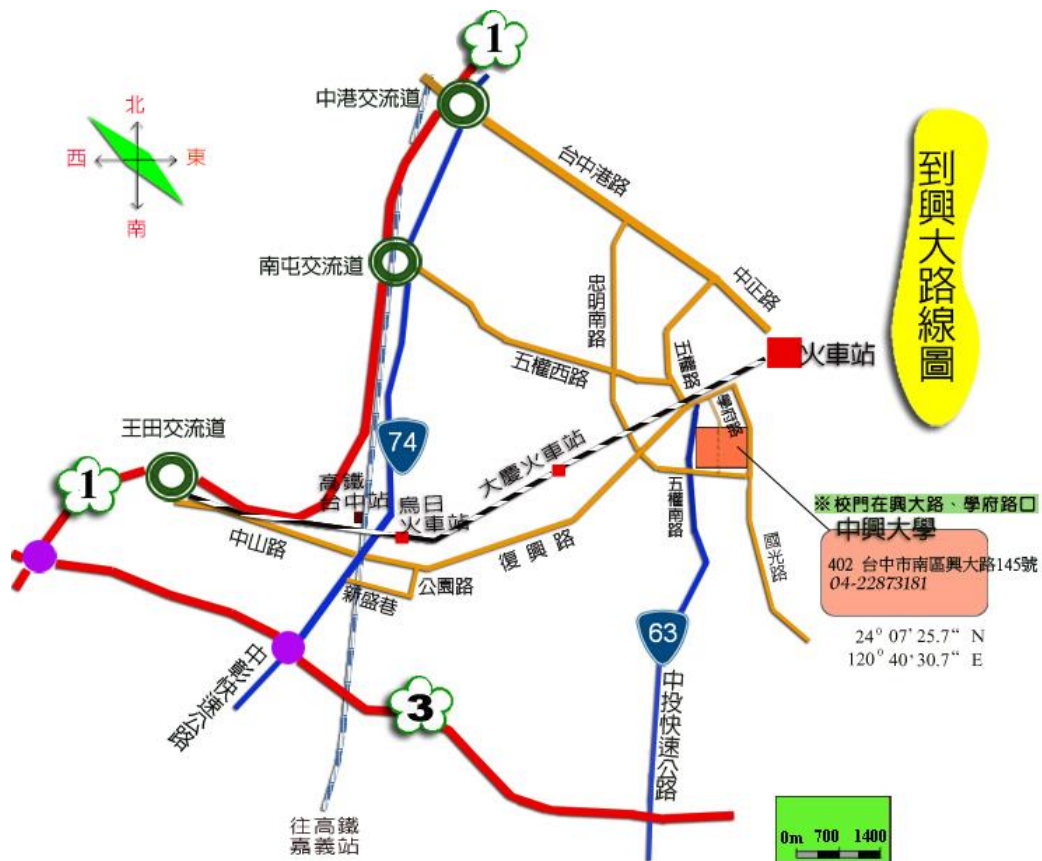 1
中港交流道
北
西
東
南
台中港路
到興大路線圖
南屯交流道
忠明南路
中正路
火車站
五權西路
五權路
學府路
王田交流道
74
1
高鐵
台中站
烏日
火車站
大慶火車站
五權南路
※校門在興大路、學府路口
中興大學
402 台中市南區興大路145號
04-22873181
中山路
復興路
國光路
新盛巷
公園路
24° 07' 25.7“ N
120° 40' 30.7“ E
63
中彰快速公路
3
中投快速公路
往高鐵
嘉義站
0m 700 1400